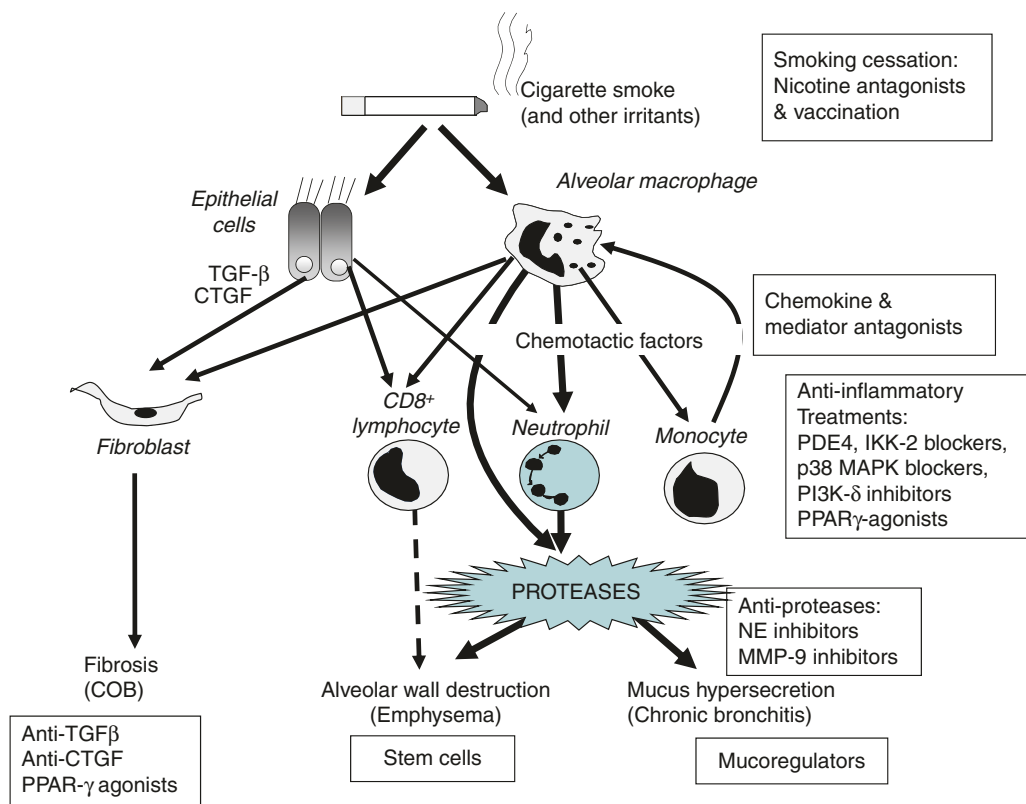 Cigarette smoke
(and other irritants)
Smoking cessation:
Nicotine antagonists
& vaccination
Epithelial
cells
Alveolar macrophage
TGF-β
CTGF
Chemotactic factors
Chemokine &
mediator antagonists
Fibroblast
CD8+
lymphocyte
Neutrophil
Monocyte
Anti-inflammatory
Treatments:
PDE4, IKK-2 blockers,
p38 MAPK blockers,
PI3K-δ inhibitors
PPARγ-agonists
PROTEASES
Anti-proteases:
NE inhibitors
MMP-9 inhibitors
Fibrosis
(COB)
Alveolar wall destruction
(Emphysema)
Mucus hypersecretion
(Chronic bronchitis)
Anti-TGFβ
Anti-CTGF
PPAR-γ agonists
Stem cells
Mucoregulators